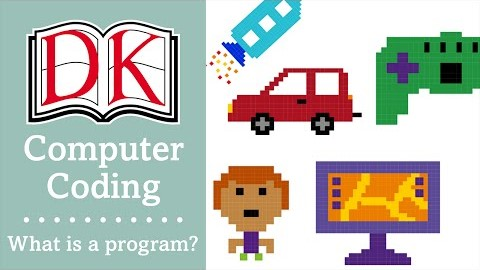 DK
Computer
Coding
What is a program?